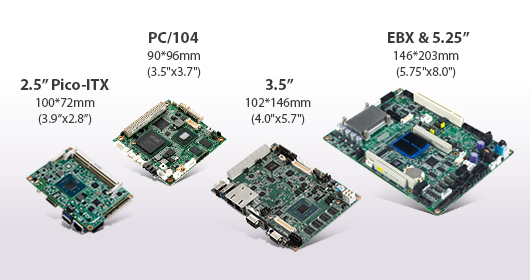 2.5” Pico-ITX
100*72mm
(3.9”x2.8”)
PC/104
90*96mm
(3.5"x3.7")
3.5”
102*146mm
(4.0"x5.7")
EBX & 5.25”
146*203mm
(5.75"x8.0")